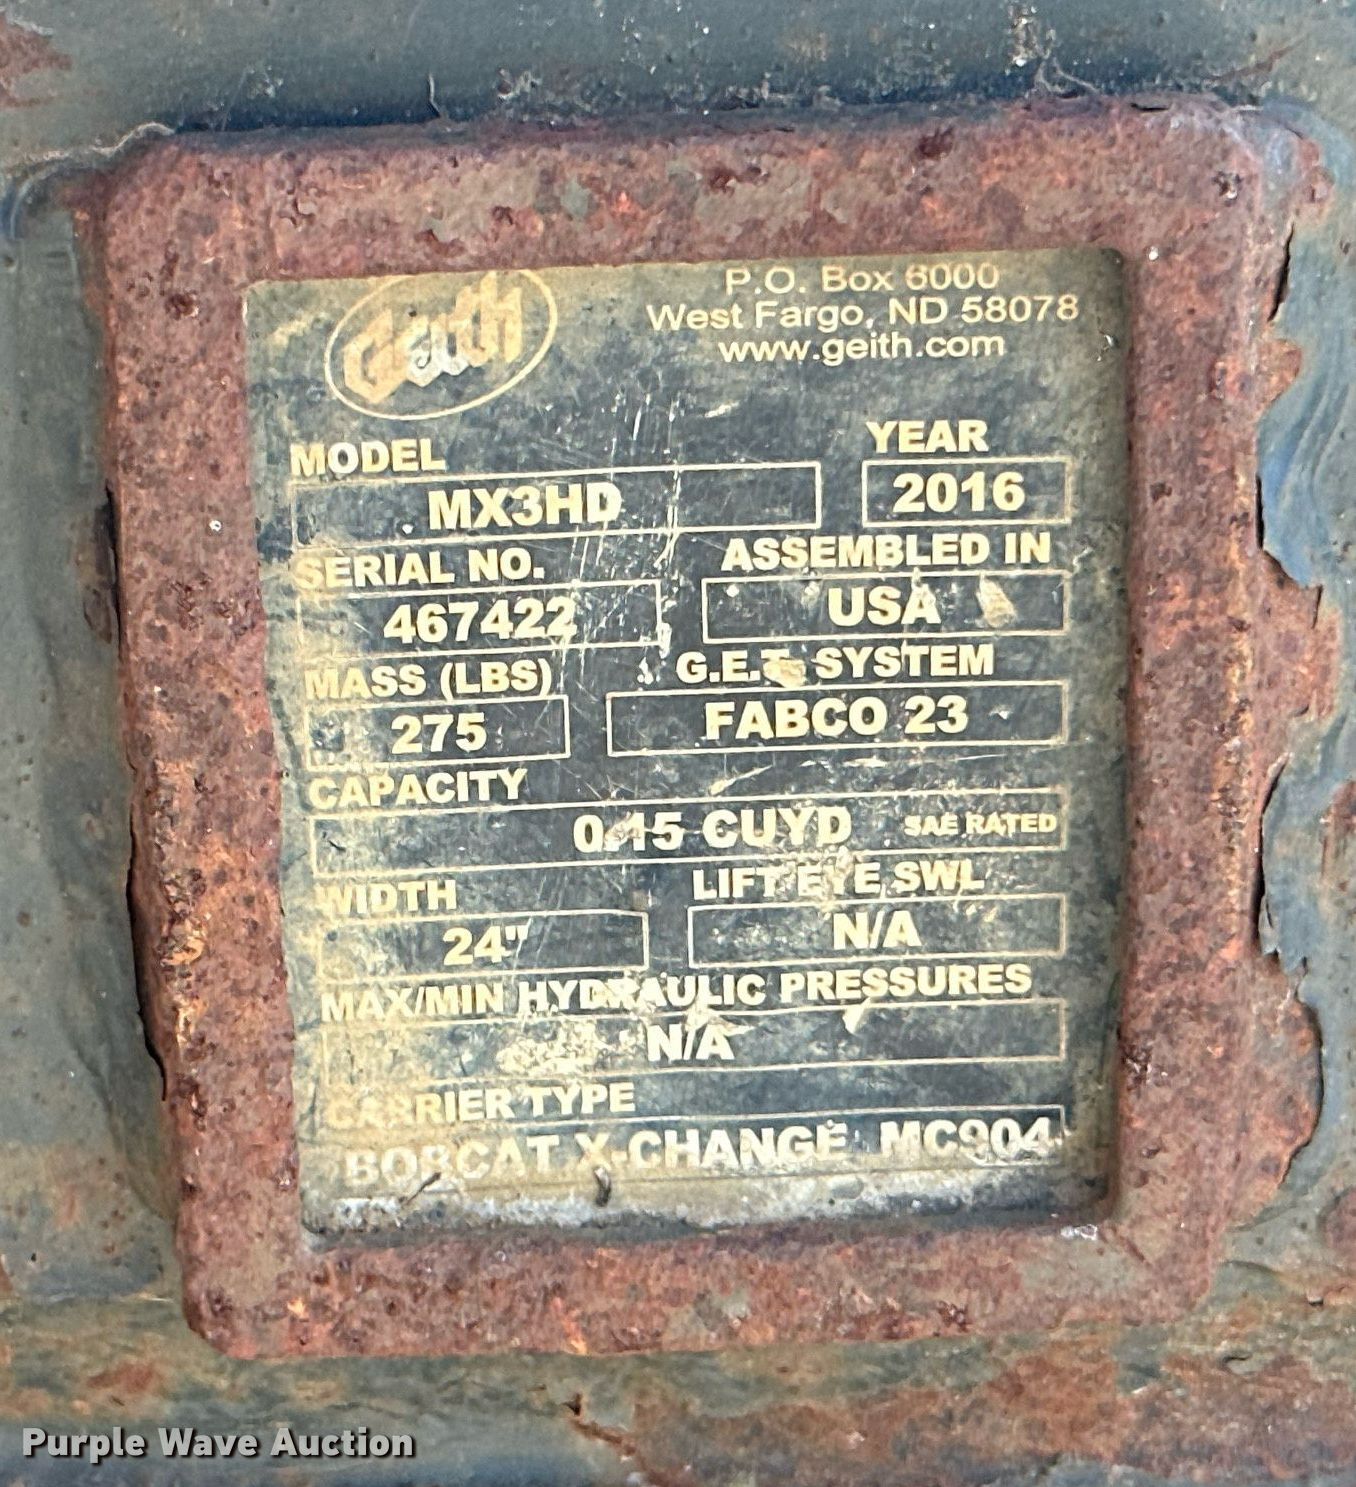 Geith
P.O. Box 6000
West Fargo, ND 58078
www.geith.com
MODEL YEAR
MX3HD 2016
SERIAL NO. ASSEMBLED IN
467422 USA
MASS (LBS) G.E.T. SYSTEM
275 FABCO 23
CAPACITY
0.15 CUYD SAE RATED
WIDTH LIFT EYE SWL
24" N/A
MAX/MIN HYDRAULIC PRESSURES
N/A
CARRIER TYPE
BOBCAT X-CHANGE MC904
Purple Wave Auction